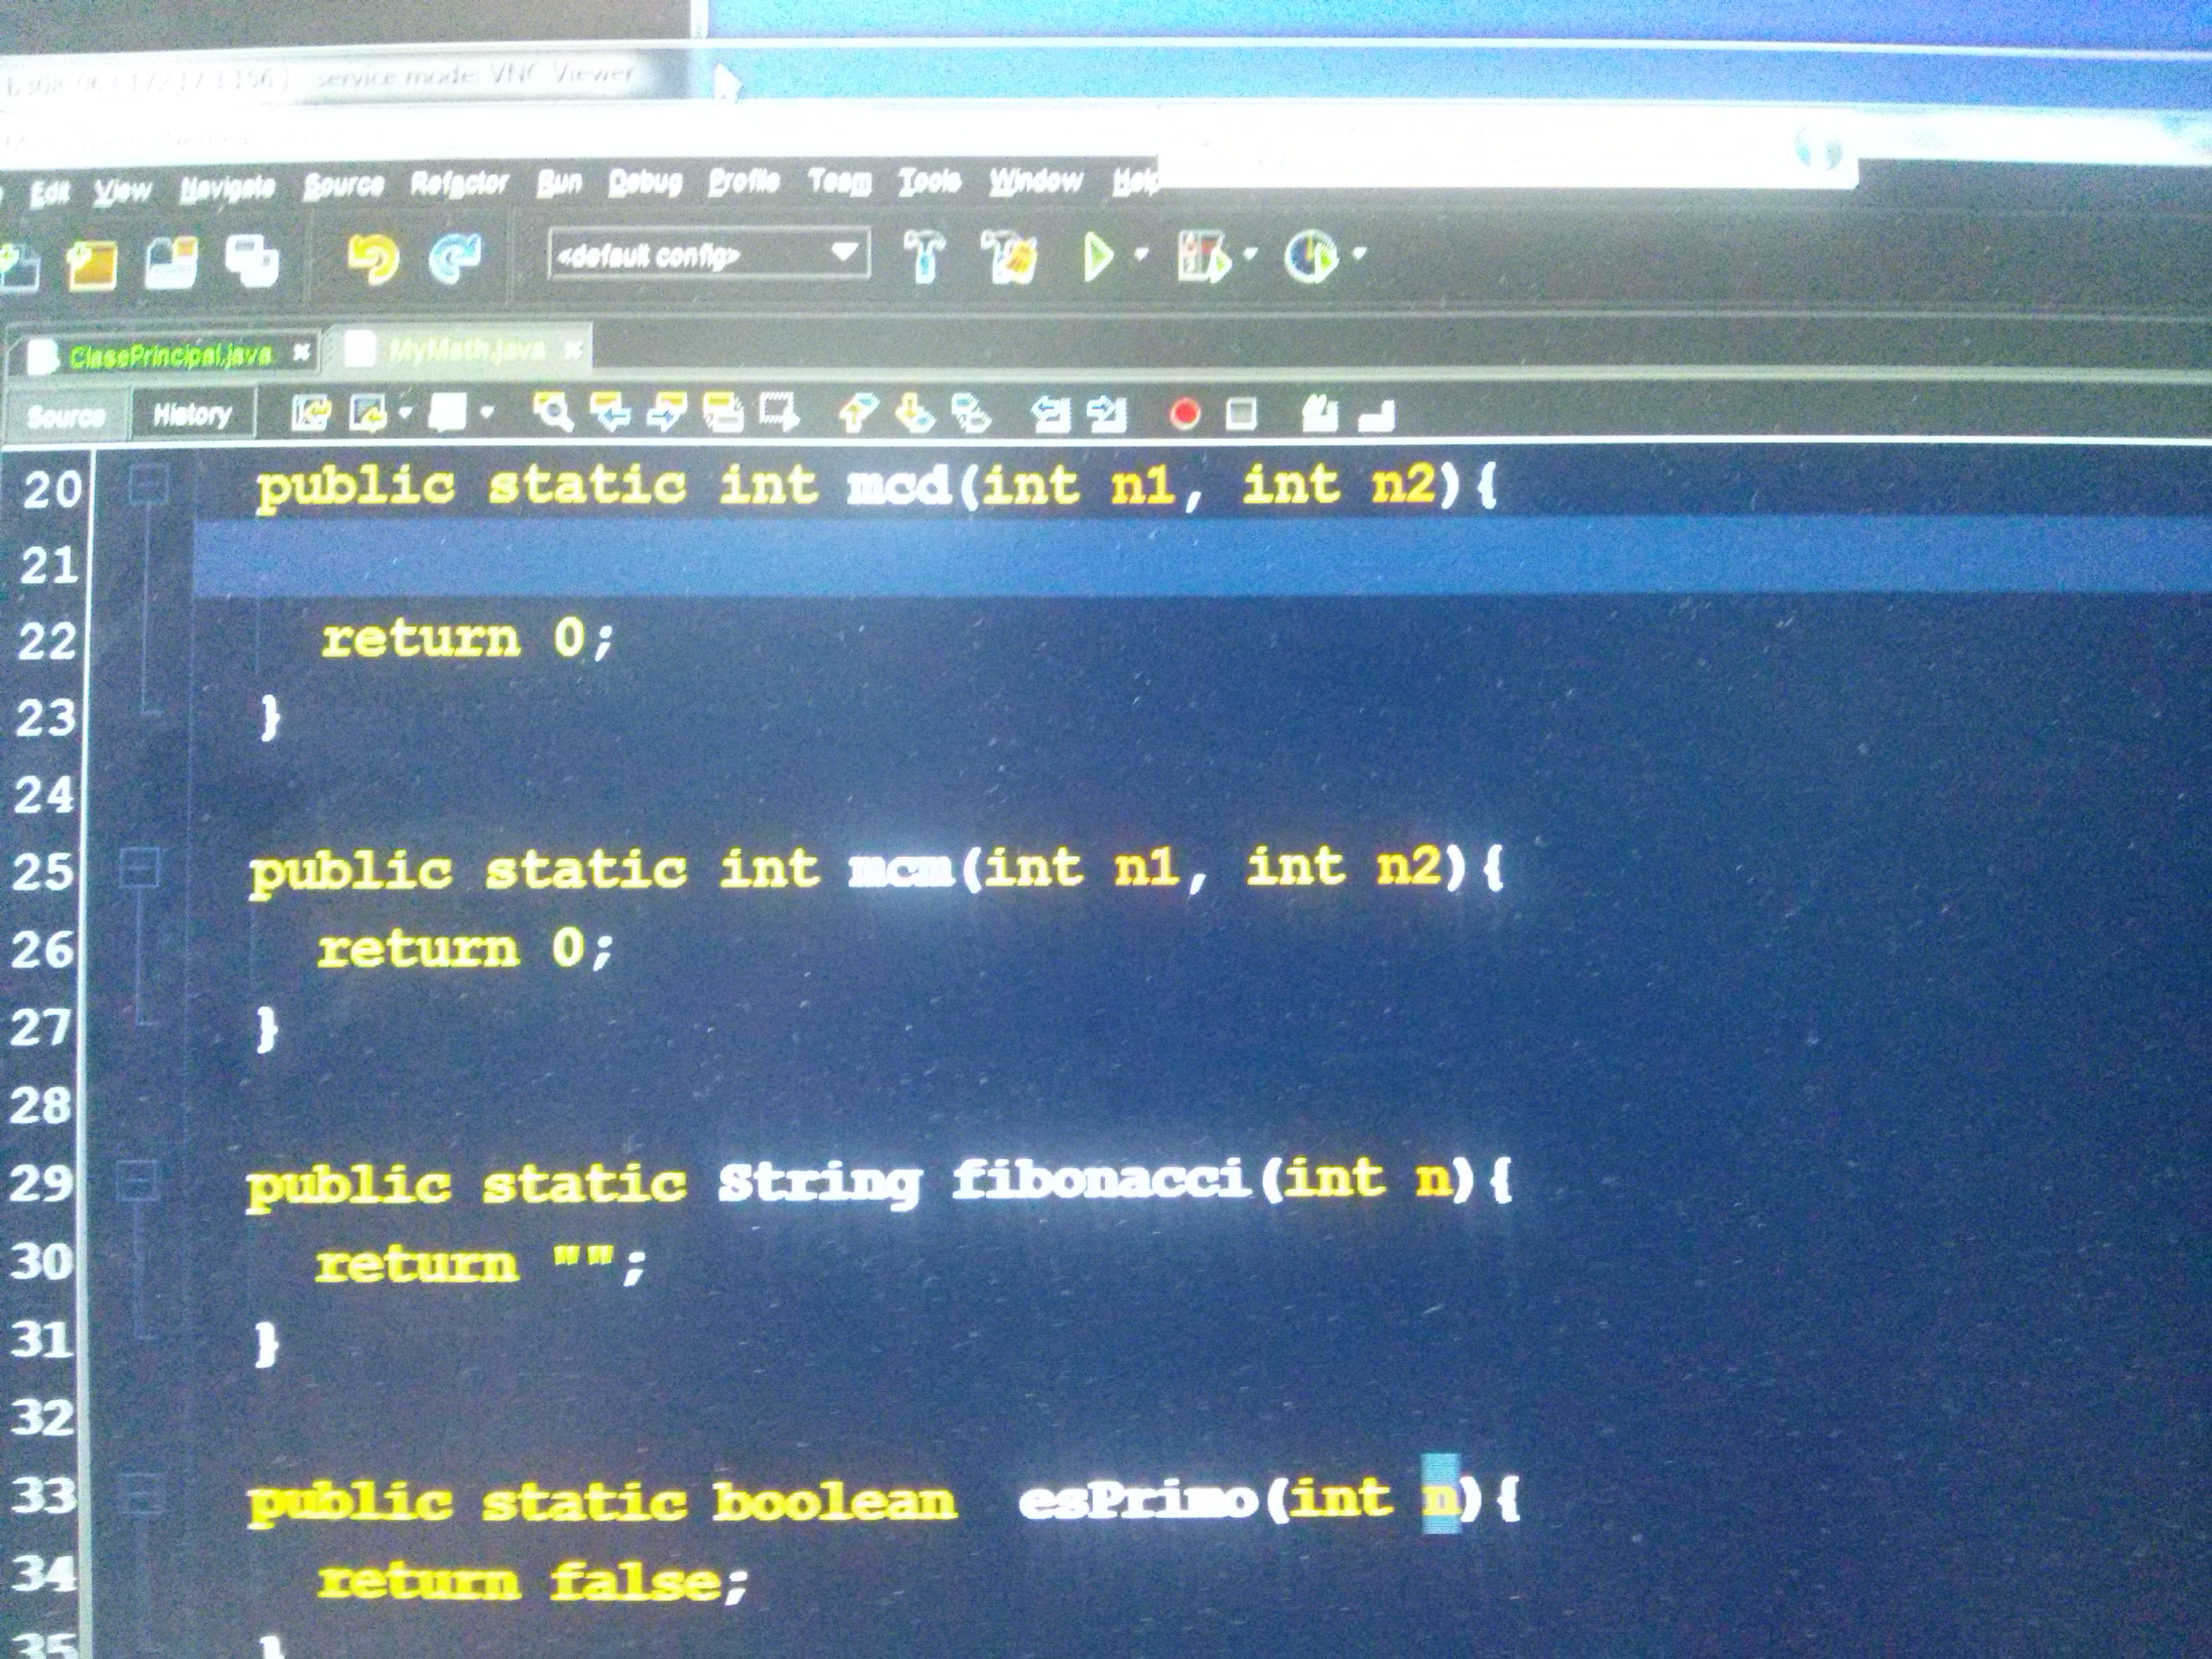 service mode: VNC Viewer
Edit View Navigate Source Refactor Run Debug Profile Team Tools Window Help
<default config>
ClasePrincipal.java MyMath.java
Source History
20 public static int mcd(int n1, int n2){
21
22 return 0;
23 }
24
25 public static int mcm(int n1, int n2){
26 return 0;
27 }
28
29 public static String fibonacci(int n){
30 return "";
31 }
32
33 public static boolean esPrimo(int n){
34 return false;
35 }